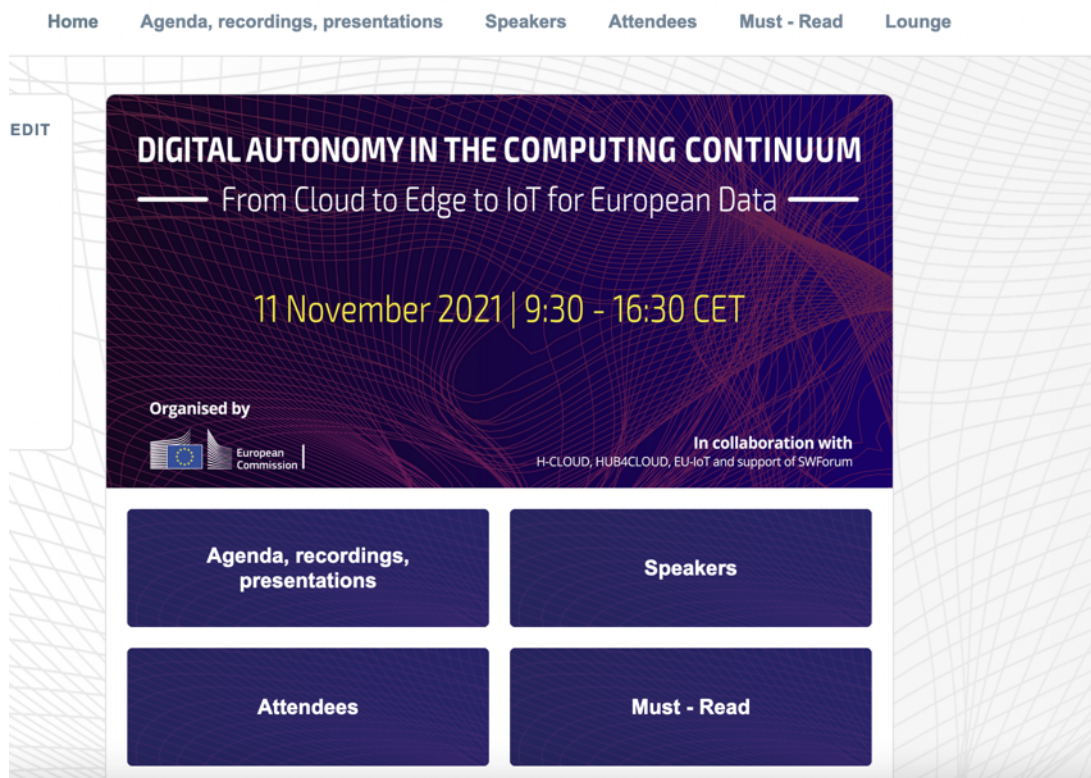 Home Agenda, recordings, presentations Speakers Attendees Must - Read Lounge
EDIT
DIGITAL AUTONOMY IN THE COMPUTING CONTINUUM
From Cloud to Edge to IoT for European Data
11 November 2021 | 9:30 - 16:30 CET
Organised by
European
Commission
In collaboration with
H-CLOUD, HUB4CLOUD, EU-IoT and support of SWForum
Agenda, recordings,
presentations
Speakers
Attendees
Must - Read